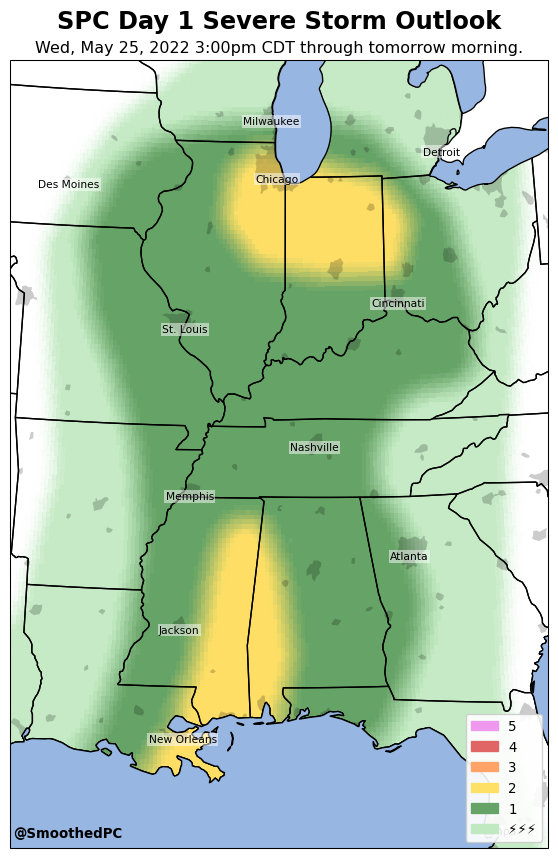 SPC Day 1 Severe Storm Outlook
Wed, May 25, 2022 3:00pm CDT through tomorrow morning.
Milwaukee
Detroit
Chicago
Des Moines
Cincinnati
St. Louis
Nashville
Memphis
Atlanta
Jackson
New Orleans
5
4
3
2
1
⚡⚡⚡
@SmoothedPC